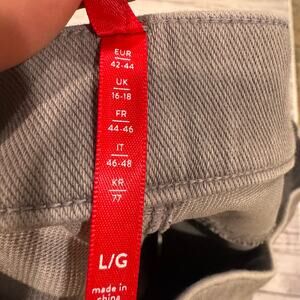 EUR
42-44
UK
16-18
FR
44-46
IT
46-48
KR
77
L/G
made in
china